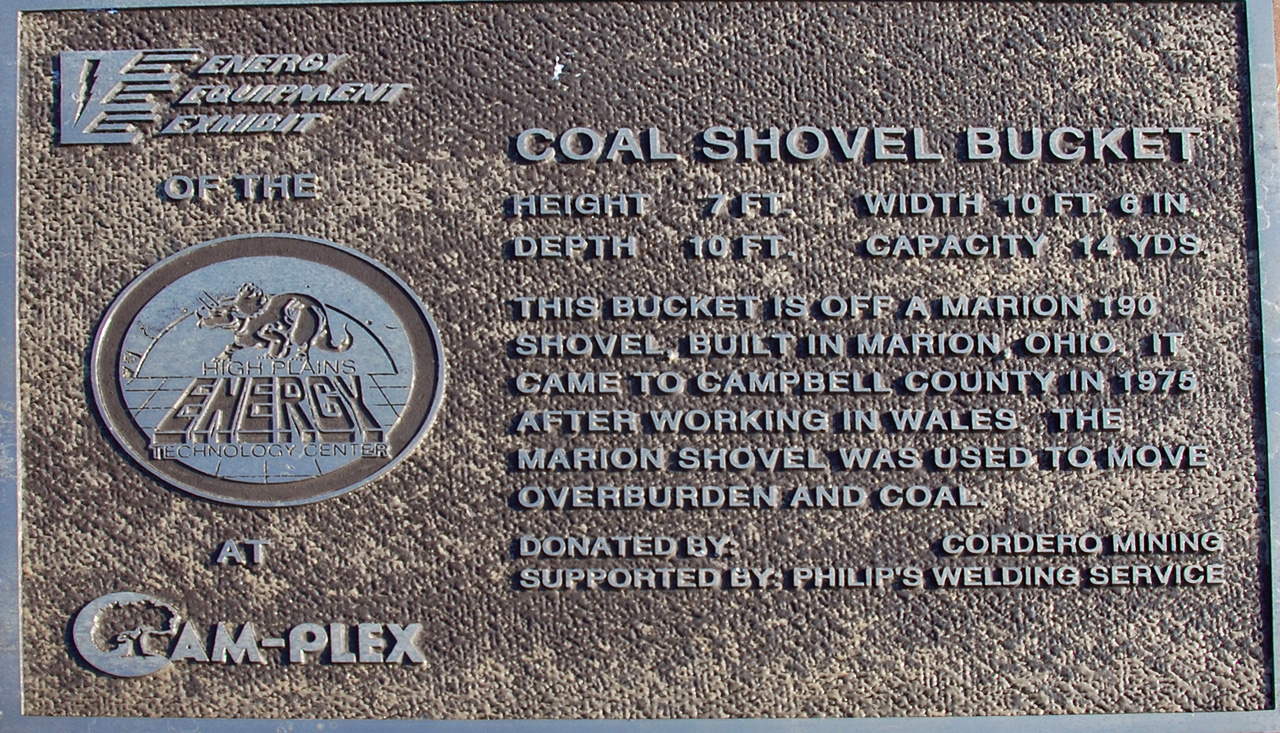 ENERGY
EQUIPMENT
EXHIBIT
OF THE
HIGH PLAINS
ENERGY
TECHNOLOGY CENTER
AT
CAM-PLEX
COAL SHOVEL BUCKET
HEIGHT 7 FT. WIDTH 10 FT. 6 IN.
DEPTH 10 FT. CAPACITY 14 YDS.
THIS BUCKET IS OFF A MARION 190
SHOVEL, BUILT IN MARION, OHIO. IT
CAME TO CAMPBELL COUNTY IN 1975
AFTER WORKING IN WALES. THE
MARION SHOVEL WAS USED TO MOVE
OVERBURDEN AND COAL.
DONATED BY: CORDERO MINING
SUPPORTED BY: PHILIP'S WELDING SERVICE